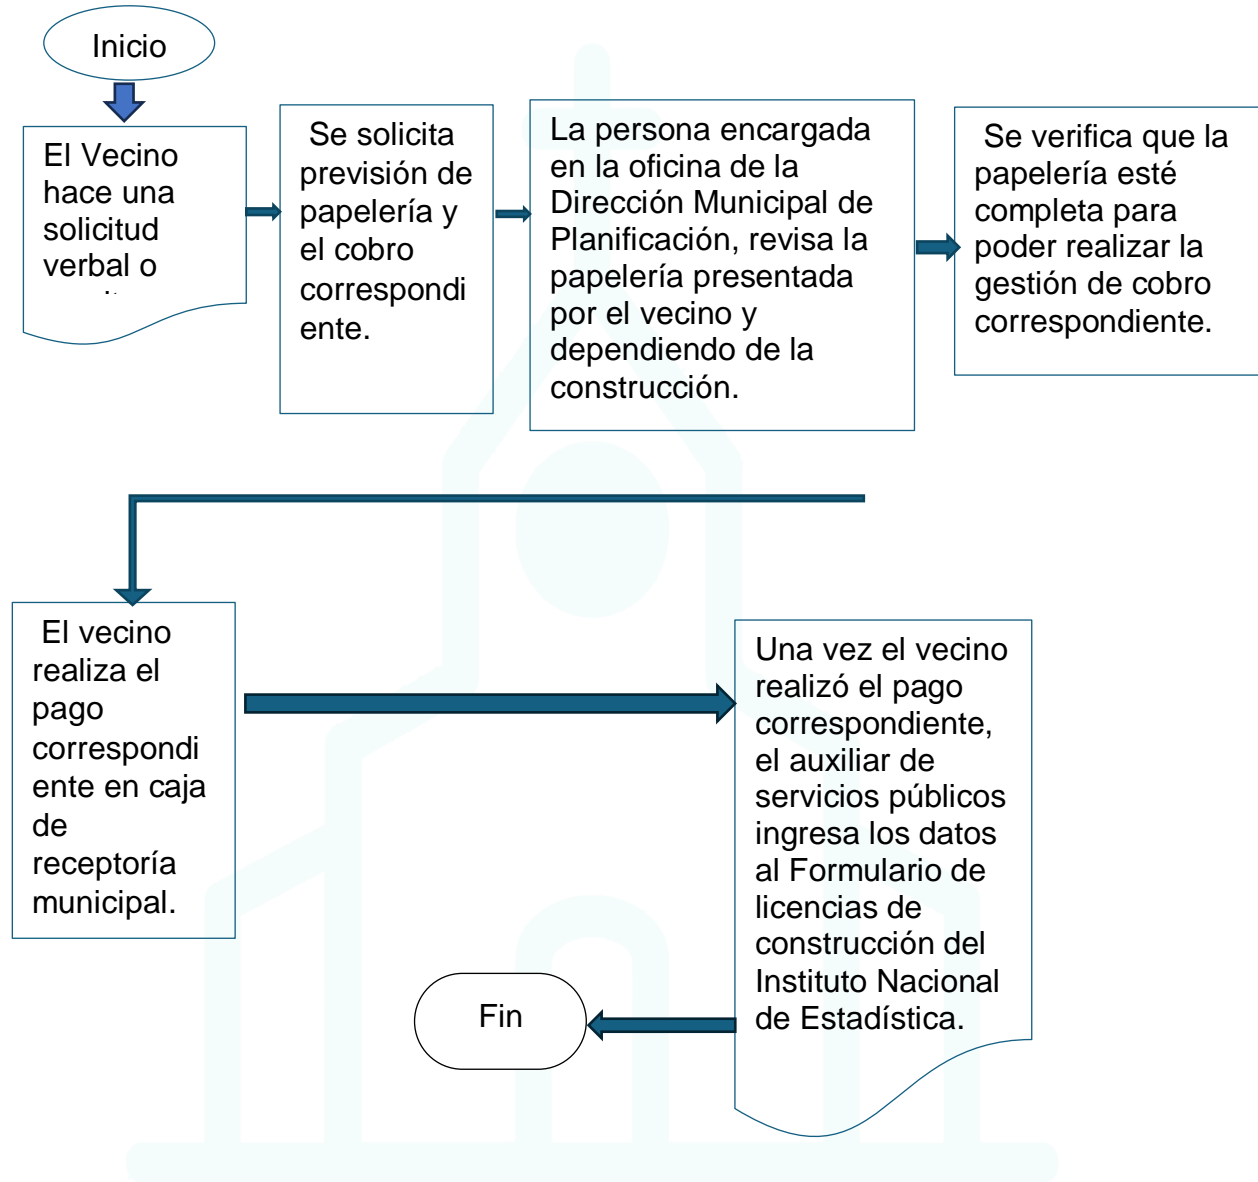 Inicio
El Vecino
hace una
solicitud
verbal o
Se solicita
previsión de
papelería y
el cobro
correspondi
ente.
La persona encargada
en la oficina de la
Dirección Municipal de
Planificación, revisa la
papelería presentada
por el vecino y
dependiendo de la
construcción.
Se verifica que la
papelería esté
completa para
poder realizar la
gestión de cobro
correspondiente.
El vecino
realiza el
pago
correspondi
ente en caja
de
receptoría
municipal.
Una vez el vecino
realizó el pago
correspondiente,
el auxiliar de
servicios públicos
ingresa los datos
al Formulario de
licencias de
construcción del
Instituto Nacional
de Estadística.
Fin